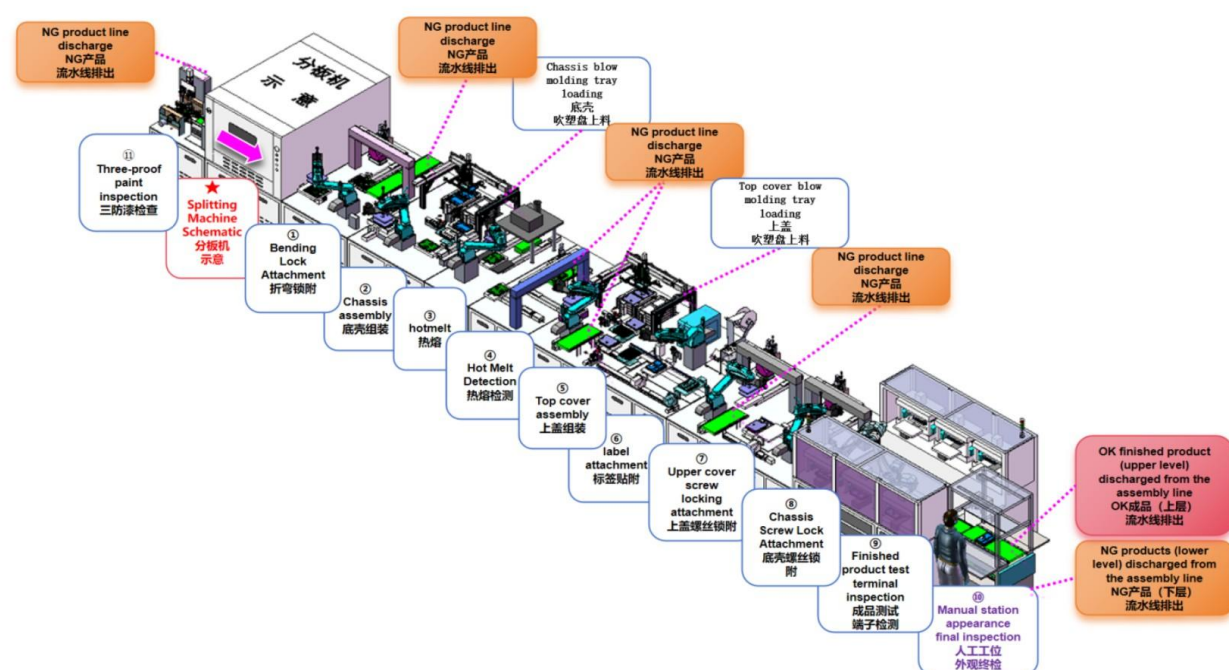 NG product line
discharge
NG产品
流水线排出
NG product line
discharge
NG产品
流水线排出
Chassis blow
molding tray
loading
底壳
吹塑盘上料
NG product line
discharge
NG产品
流水线排出
Top cover blow
molding tray
loading
上盖
吹塑盘上料
NG product line
discharge
NG产品
流水线排出
分板机
示 意
⑪
Three-proof
paint
inspection
三防漆检查
★
Splitting
Machine
Schematic
分板机
示意
①
Bending
Lock
Attachment
折弯锁附
②
Chassis
assembly
底壳组装
③
hotmelt
热熔
④
Hot Melt
Detection
热熔检测
⑤
Top cover
assembly
上盖组装
⑥
label
attachment
标签贴附
⑦
Upper cover
screw
locking
attachment
上盖螺丝锁附
⑧
Chassis
Screw Lock
Attachment
底壳螺丝锁
附
⑨
Finished
product test
terminal
inspection
成品测试
端子检测
⑩
Manual station
appearance
final inspection
人工工位
外观终检
OK finished product
(upper level)
discharged from the
assembly line
OK成品（上层）
流水线排出
NG products (lower
level) discharged from
the assembly line
NG产品（下层）
流水线排出